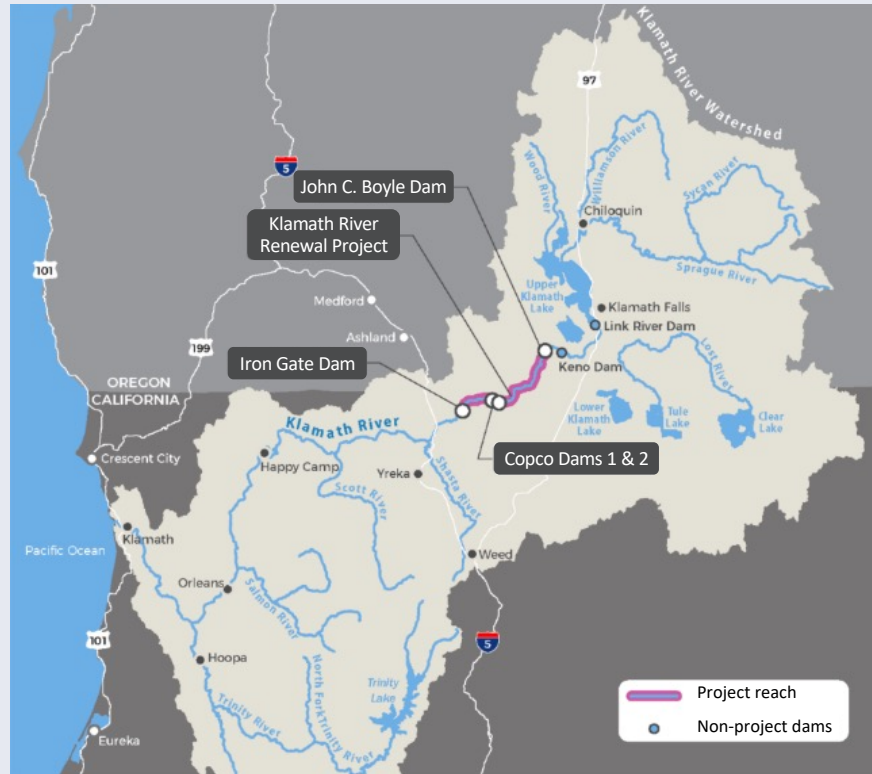 Klamath River Watershed
97
5
John C. Boyle Dam
Wood River
Williamson River
Sycan River
Klamath River
Renewal Project
Chiloquin
101
Sprague River
Upper
Klamath
Lake
Medford
Klamath Falls
Link River Dam
Ashland
199
Lost River
Iron Gate Dam
Keno Dam
OREGON
CALIFORNIA
Lower
Klamath
Lake
Tule
Lake
Clear
Lake
Klamath River
Crescent City
Happy Camp
Copco Dams 1 & 2
Yreka
Shasta River
Scott River
Klamath
Pacific Ocean
Weed
Orleans
Salmon River
101
5
Hoopa
Trinity River
North Fork Trinity River
Trinity
Lake
Project reach
Non-project dams
Eureka